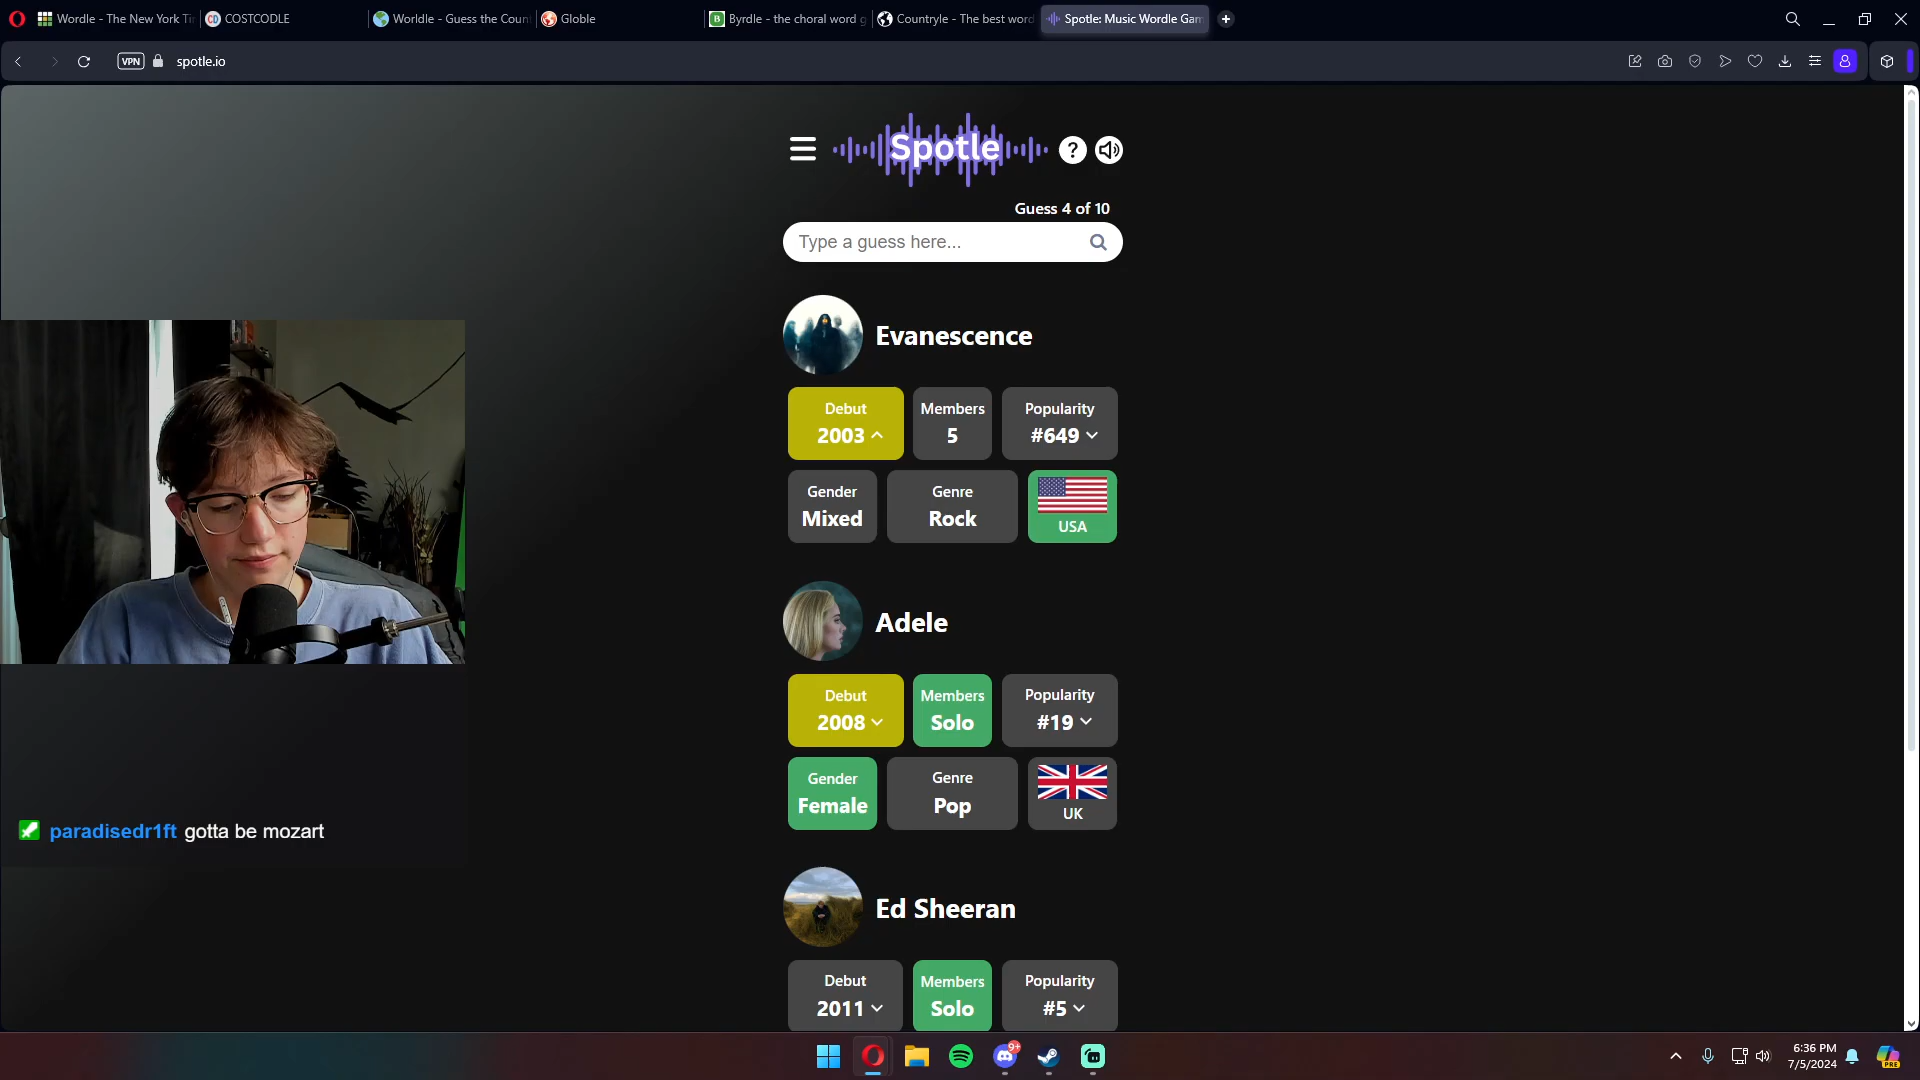 Wordle - The New York Ti
COSTCODLE
Worldle - Guess the Coun
Globle
Byrdle - the choral word g
Countryle - The best word
Spotle: Music Wordle Gam
VPN
spotle.io
Spotle
?
Guess 4 of 10
Type a guess here...
Evanescence
Debut
2003
Members
5
Popularity
#649
Gender
Mixed
Genre
Rock
USA
Adele
Debut
2008
Members
Solo
Popularity
#19
Gender
Female
Genre
Pop
UK
paradisedr1ft gotta be mozart
Ed Sheeran
Debut
2011
Members
Solo
Popularity
#5
9+
6:36 PM
7/5/2024
PRE